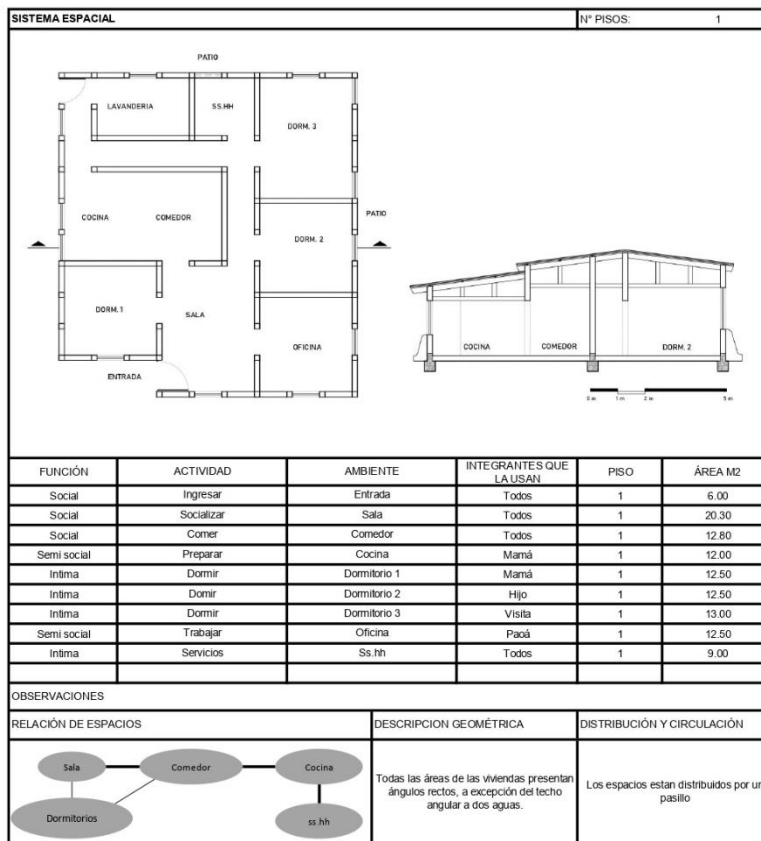 SISTEMA ESPACIAL
N° PISOS: 1
PATIO
LAVANDERIA
SS.HH
DORM. 3
COCINA
COMEDOR
PATIO
DORM. 2
DORM. 1
SALA
OFICINA
ENTRADA
COCINA
COMEDOR
DORM. 2
0 m 1 m 2 m 5 m
FUNCIÓN ACTIVIDAD AMBIENTE INTEGRANTES QUE LA USAN PISO ÁREA M2
Social Ingresar Entrada Todos 1 6.00
Social Socializar Sala Todos 1 20.30
Social Comer Comedor Todos 1 12.80
Semi social Preparar Cocina Mamá 1 12.00
Intima Dormir Dormitorio 1 Mamá 1 12.50
Intima Domir Dormitorio 2 Hijo 1 12.50
Intima Dormir Dormitorio 3 Visita 1 13.00
Semi social Trabajar Oficina Paoá 1 12.50
Intima Servicios Ss.hh Todos 1 9.00
OBSERVACIONES
RELACIÓN DE ESPACIOS
Sala
Comedor
Cocina
Dormitorios
ss.hh
DESCRIPCION GEOMÉTRICA
Todas las áreas de las viviendas presentan
ángulos rectos, a excepción del techo
angular a dos aguas.
DISTRIBUCIÓN Y CIRCULACIÓN
Los espacios estan distribuidos por un
pasillo